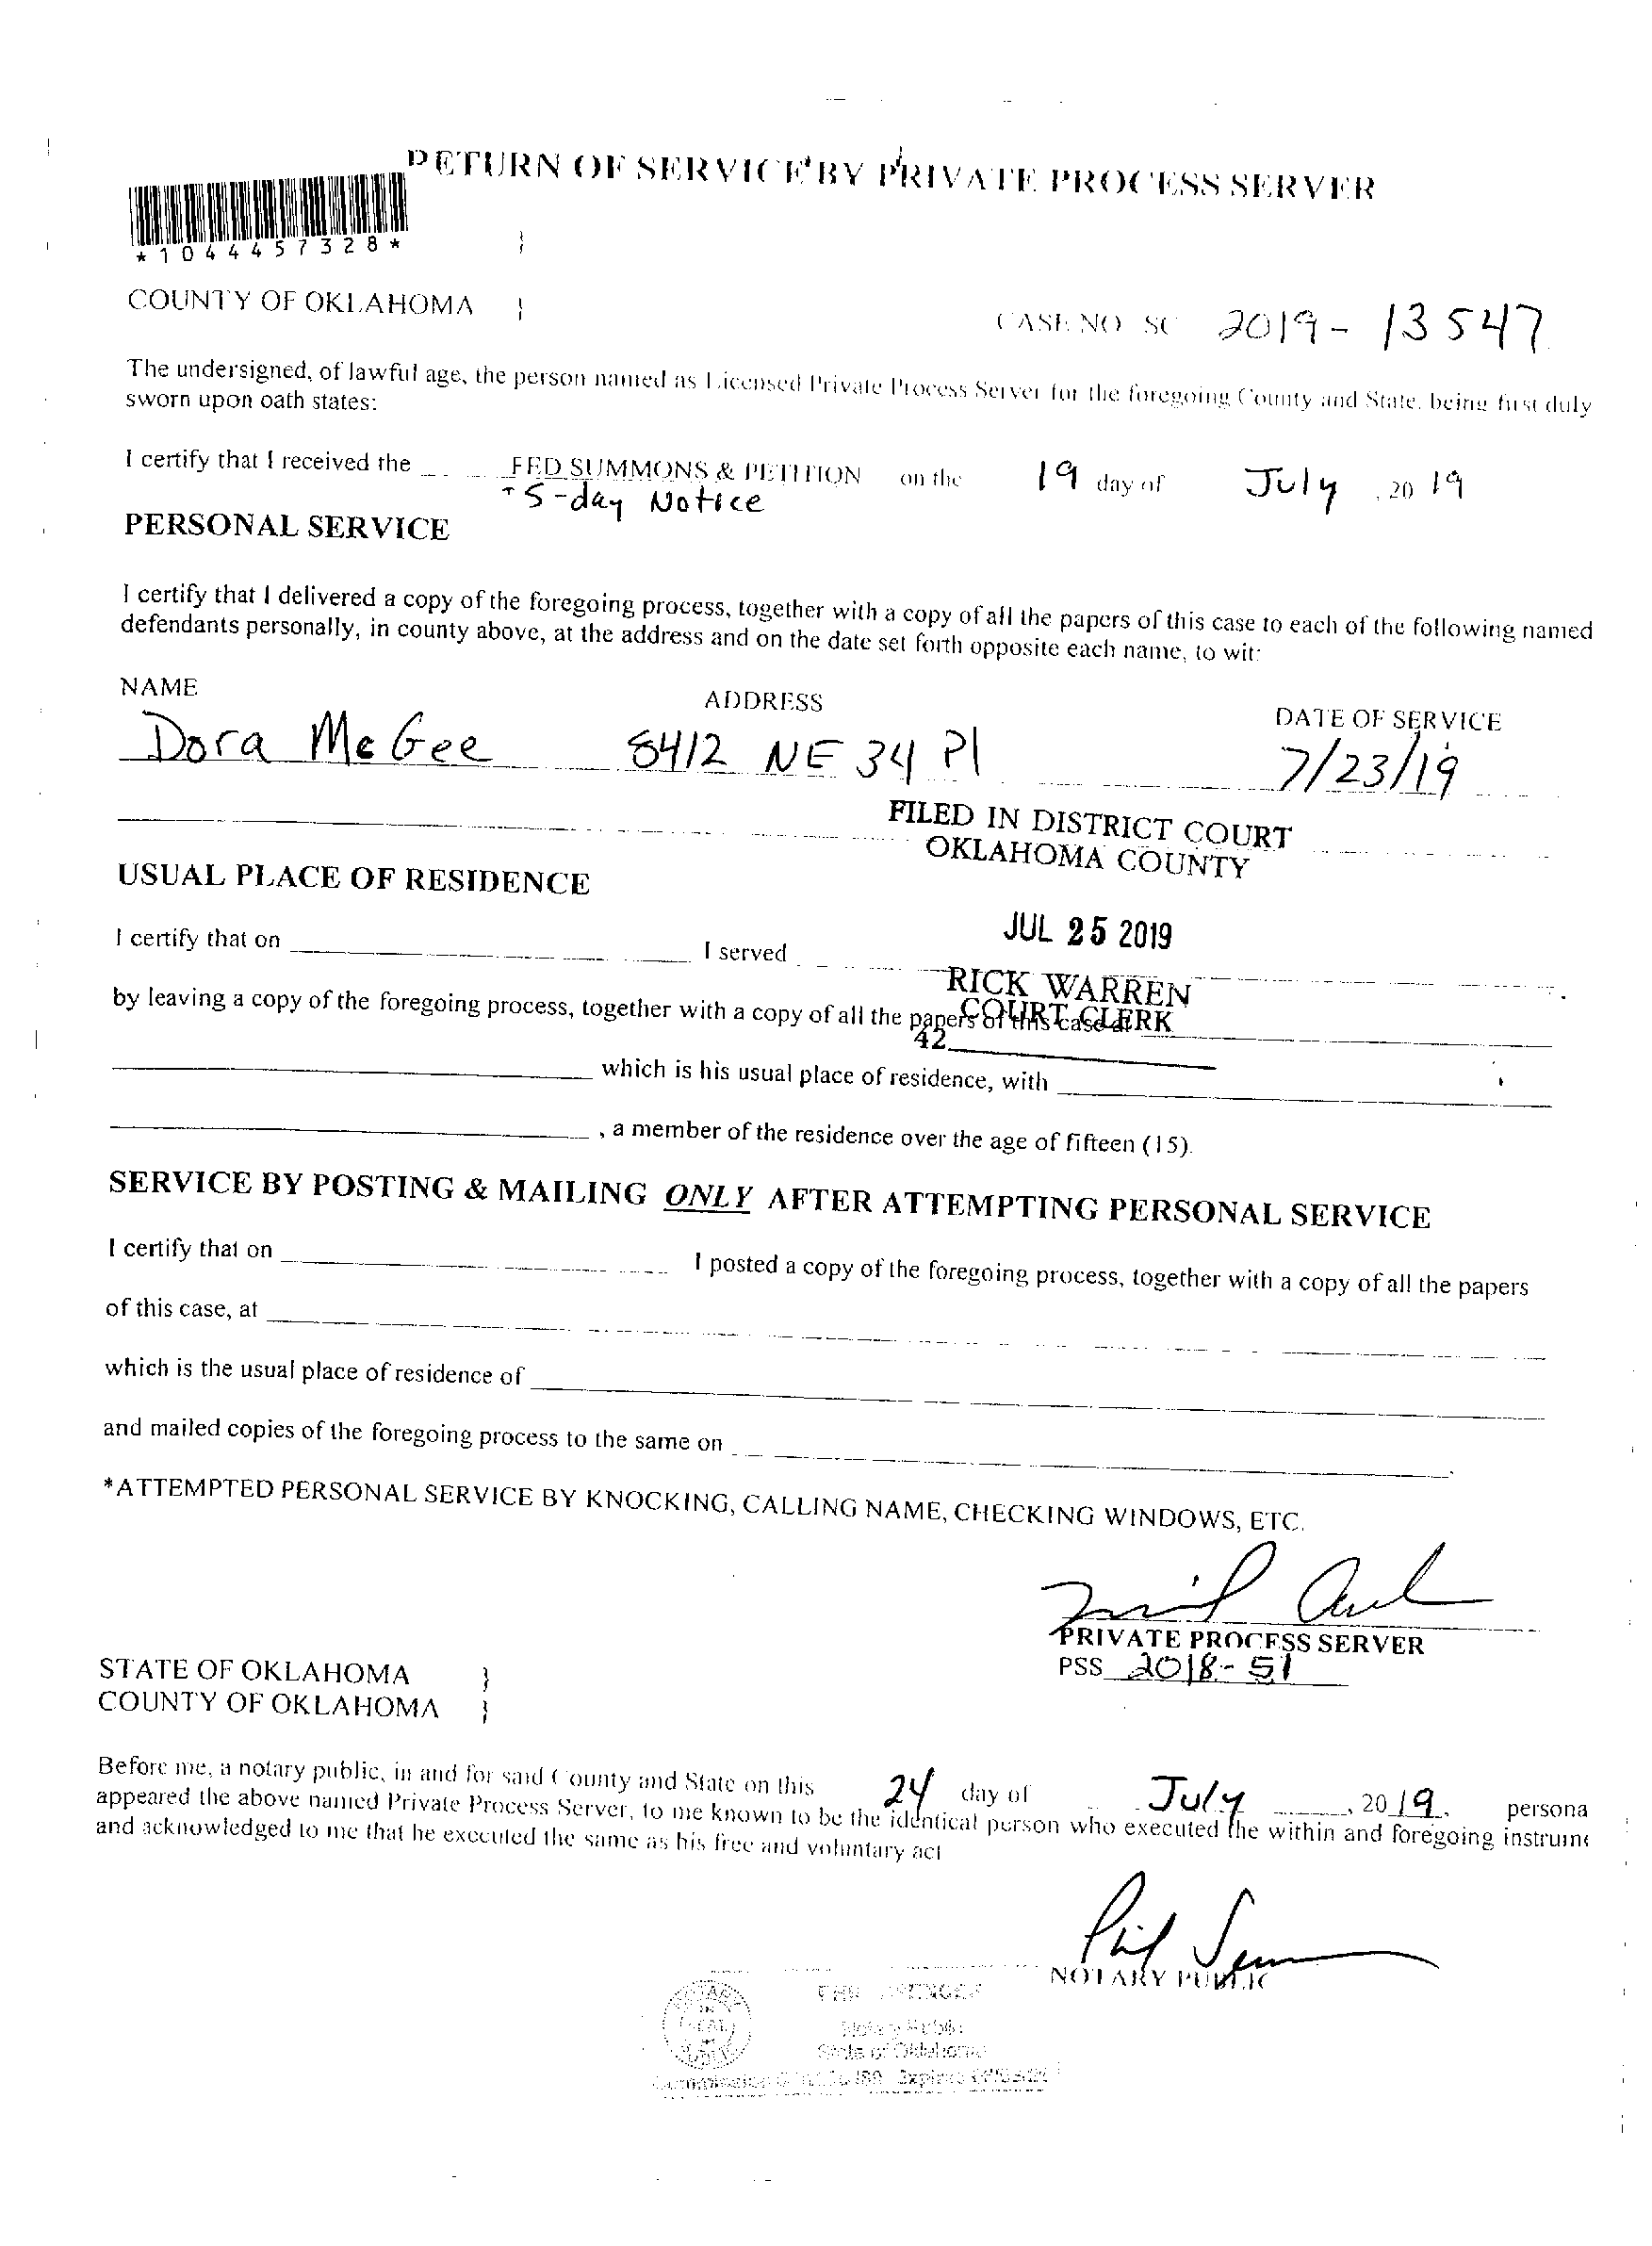 RETURN OF SERVICE BY PRIVATE PROCESS SERVER
*1044457328*
}
COUNTY OF OKLAHOMA }
CASE NO SC 2019-13547
The undersigned, of lawful age, the person named as Licensed Private Process Server for the foregoing County and State, being first duly
sworn upon oath states:
I certify that I received the FED SUMMONS & PETITION on the 19 day of July, 20 19
+ 5-day Notice
PERSONAL SERVICE
I certify that I delivered a copy of the foregoing process, together with a copy of all the papers of this case to each of the following named
defendants personally, in county above, at the address and on the date set forth opposite each name, to wit:
NAME ADDRESS DATE OF SERVICE
Dora McGee 8412 NE 34 Pl 7/23/19
FILED IN DISTRICT COURT
OKLAHOMA COUNTY
USUAL PLACE OF RESIDENCE
JUL 25 2019
I certify that on I served
RICK WARREN
COURT CLERK
by leaving a copy of the foregoing process, together with a copy of all the papers of this case at
42
which is his usual place of residence, with
, a member of the residence over the age of fifteen (15).
SERVICE BY POSTING & MAILING ONLY AFTER ATTEMPTING PERSONAL SERVICE
I certify that on I posted a copy of the foregoing process, together with a copy of all the papers
of this case, at
which is the usual place of residence of
and mailed copies of the foregoing process to the same on
*ATTEMPTED PERSONAL SERVICE BY KNOCKING, CALLING NAME, CHECKING WINDOWS, ETC.
PRIVATE PROCESS SERVER
PSS 2018-51
STATE OF OKLAHOMA }
COUNTY OF OKLAHOMA }
Before me, a notary public, in and for said County and State on this 24 day of July, 2019, persona
appeared the above named Private Process Server, to me known to be the identical person who executed the within and foregoing instrume
and acknowledged to me that he executed the same as his free and voluntary act
Phil
NOTARY PUBLIC
Notary Public
State of Oklahoma
Commission Expires